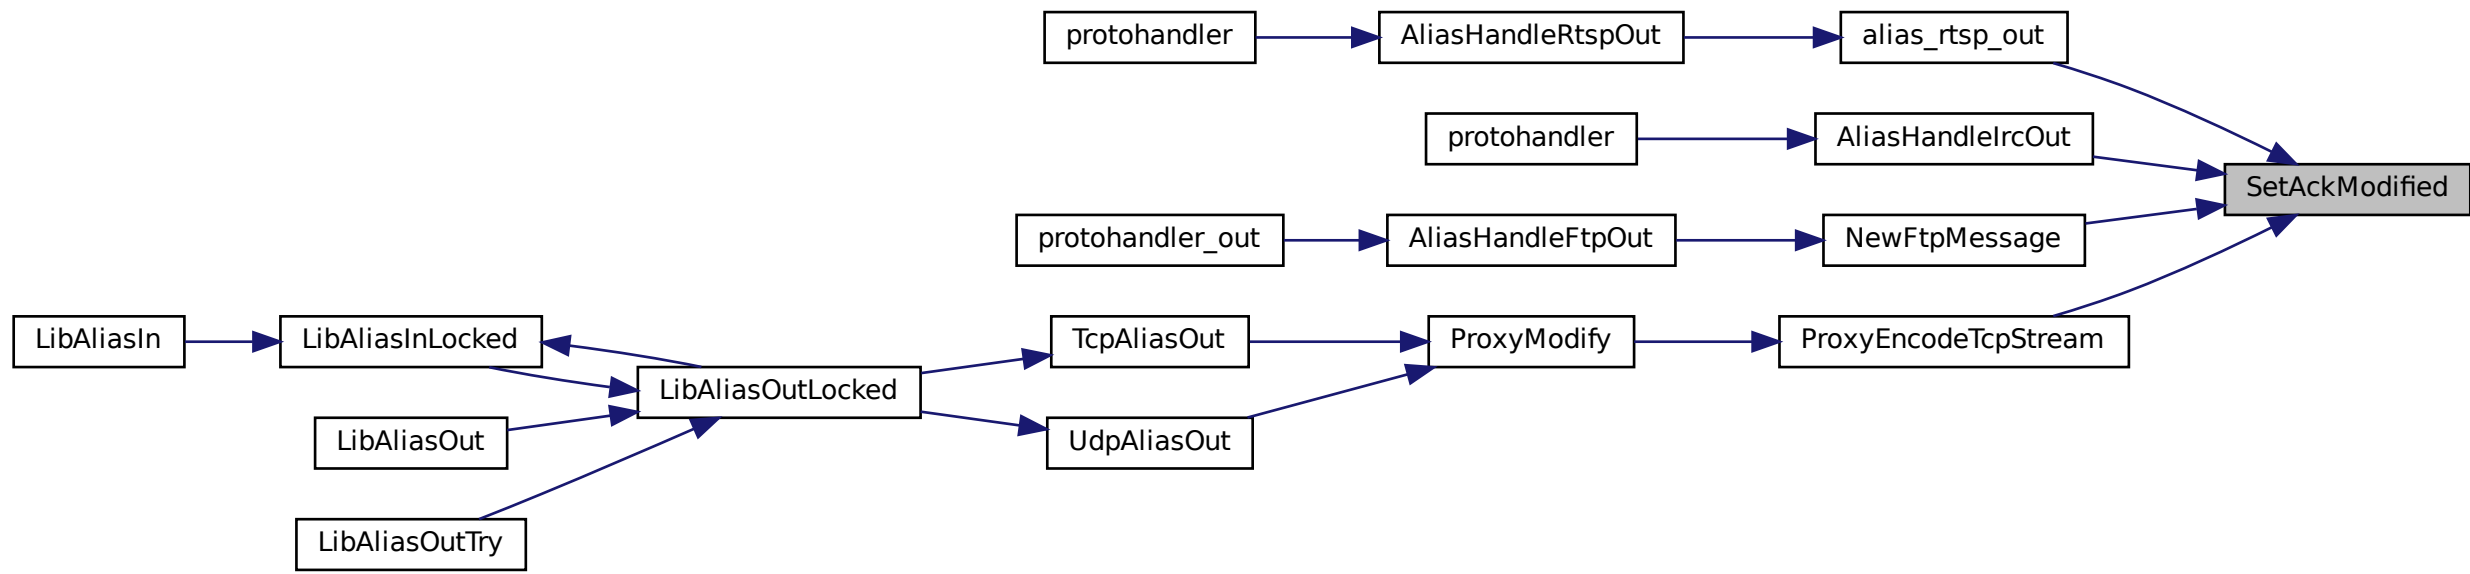 protohandler
AliasHandleRtspOut
alias_rtsp_out
protohandler
AliasHandleIrcOut
SetAckModified
protohandler_out
AliasHandleFtpOut
NewFtpMessage
LibAliasIn
LibAliasInLocked
TcpAliasOut
ProxyModify
ProxyEncodeTcpStream
LibAliasOutLocked
LibAliasOut
UdpAliasOut
LibAliasOutTry